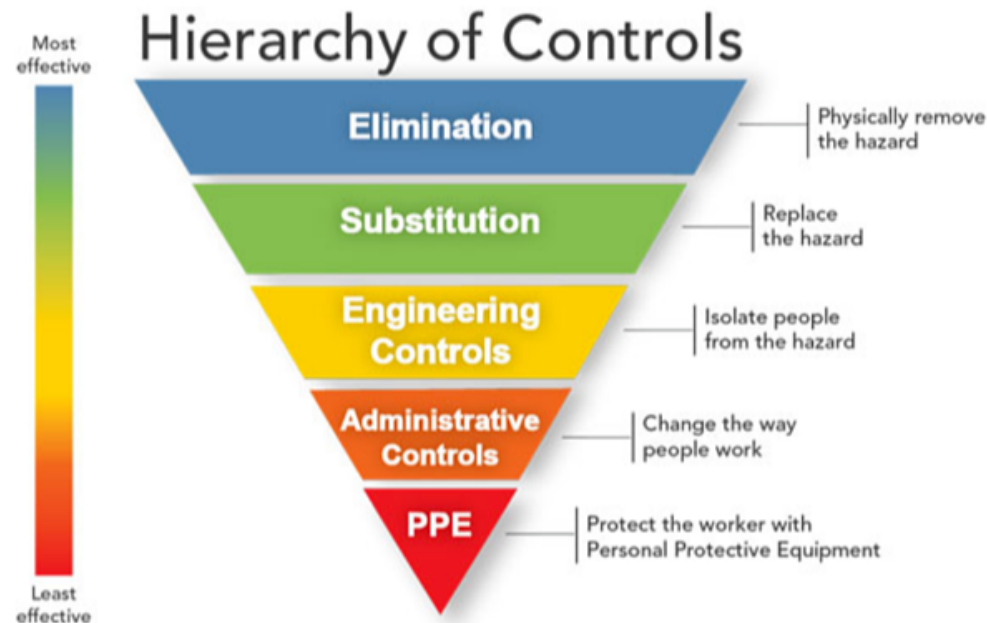 Hierarchy of Controls
Most
effective
Elimination
Physically remove
the hazard
Substitution
Replace
the hazard
Engineering
Controls
Isolate people
from the hazard
Administrative
Controls
Change the way
people work
PPE
Protect the worker with
Personal Protective Equipment
Least
effective